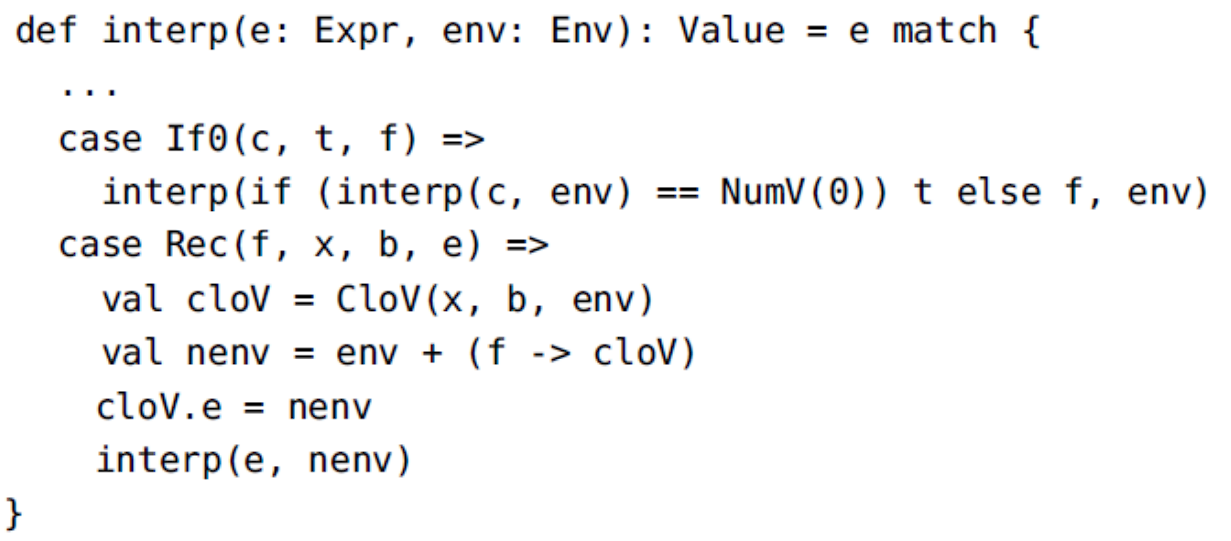 def interp(e: Expr, env: Env): Value = e match {
...
case If0(c, t, f) =>
interp(if (interp(c, env) == NumV(0)) t else f, env)
case Rec(f, x, b, e) =>
val cloV = CloV(x, b, env)
val nenv = env + (f -> cloV)
cloV.e = nenv
interp(e, nenv)
}